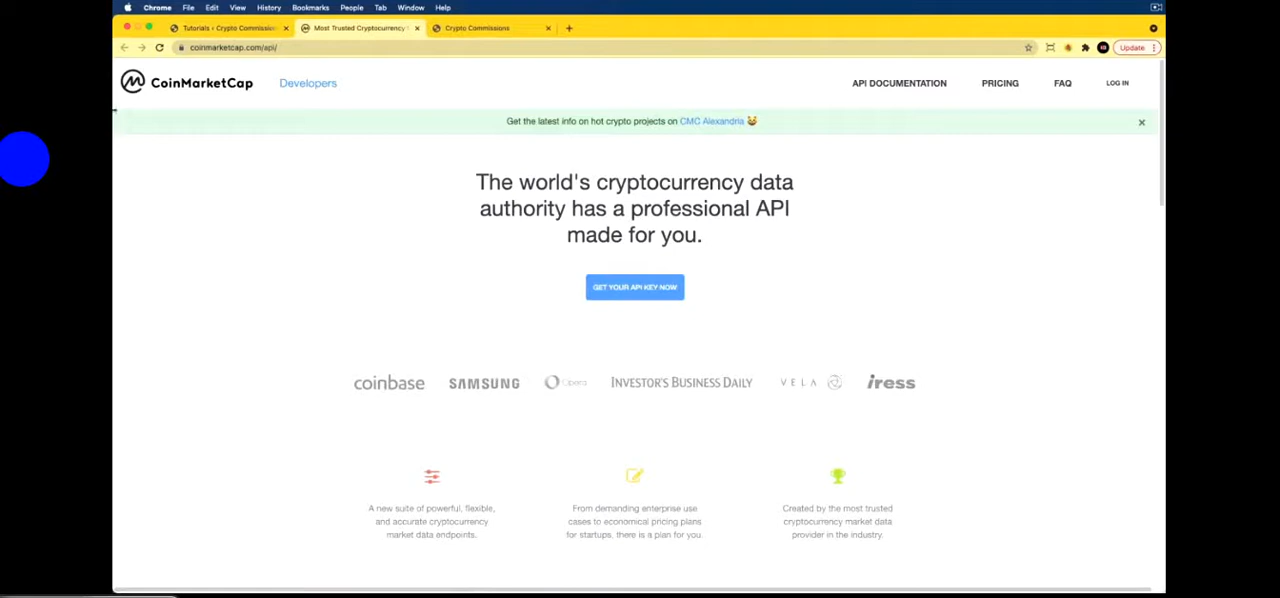 Chrome File Edit View History Bookmarks People Tab Window Help
Tutorials ‹ Crypto Commission Most Trusted Cryptocurrency Crypto Commissions
coinmarketcap.com/api/ Update
CoinMarketCap Developers API DOCUMENTATION PRICING FAQ LOG IN
Get the latest info on hot crypto projects on CMC Alexandria 😸
The world's cryptocurrency data
authority has a professional API
made for you.
GET YOUR API KEY NOW
coinbase SAMSUNG Opera INVESTOR'S BUSINESS DAILY VELA iress
A new suite of powerful, flexible,
and accurate cryptocurrency
market data endpoints.
From demanding enterprise use
cases to economical pricing plans
for startups, there is a plan for you.
Created by the most trusted
cryptocurrency market data
provider in the industry.